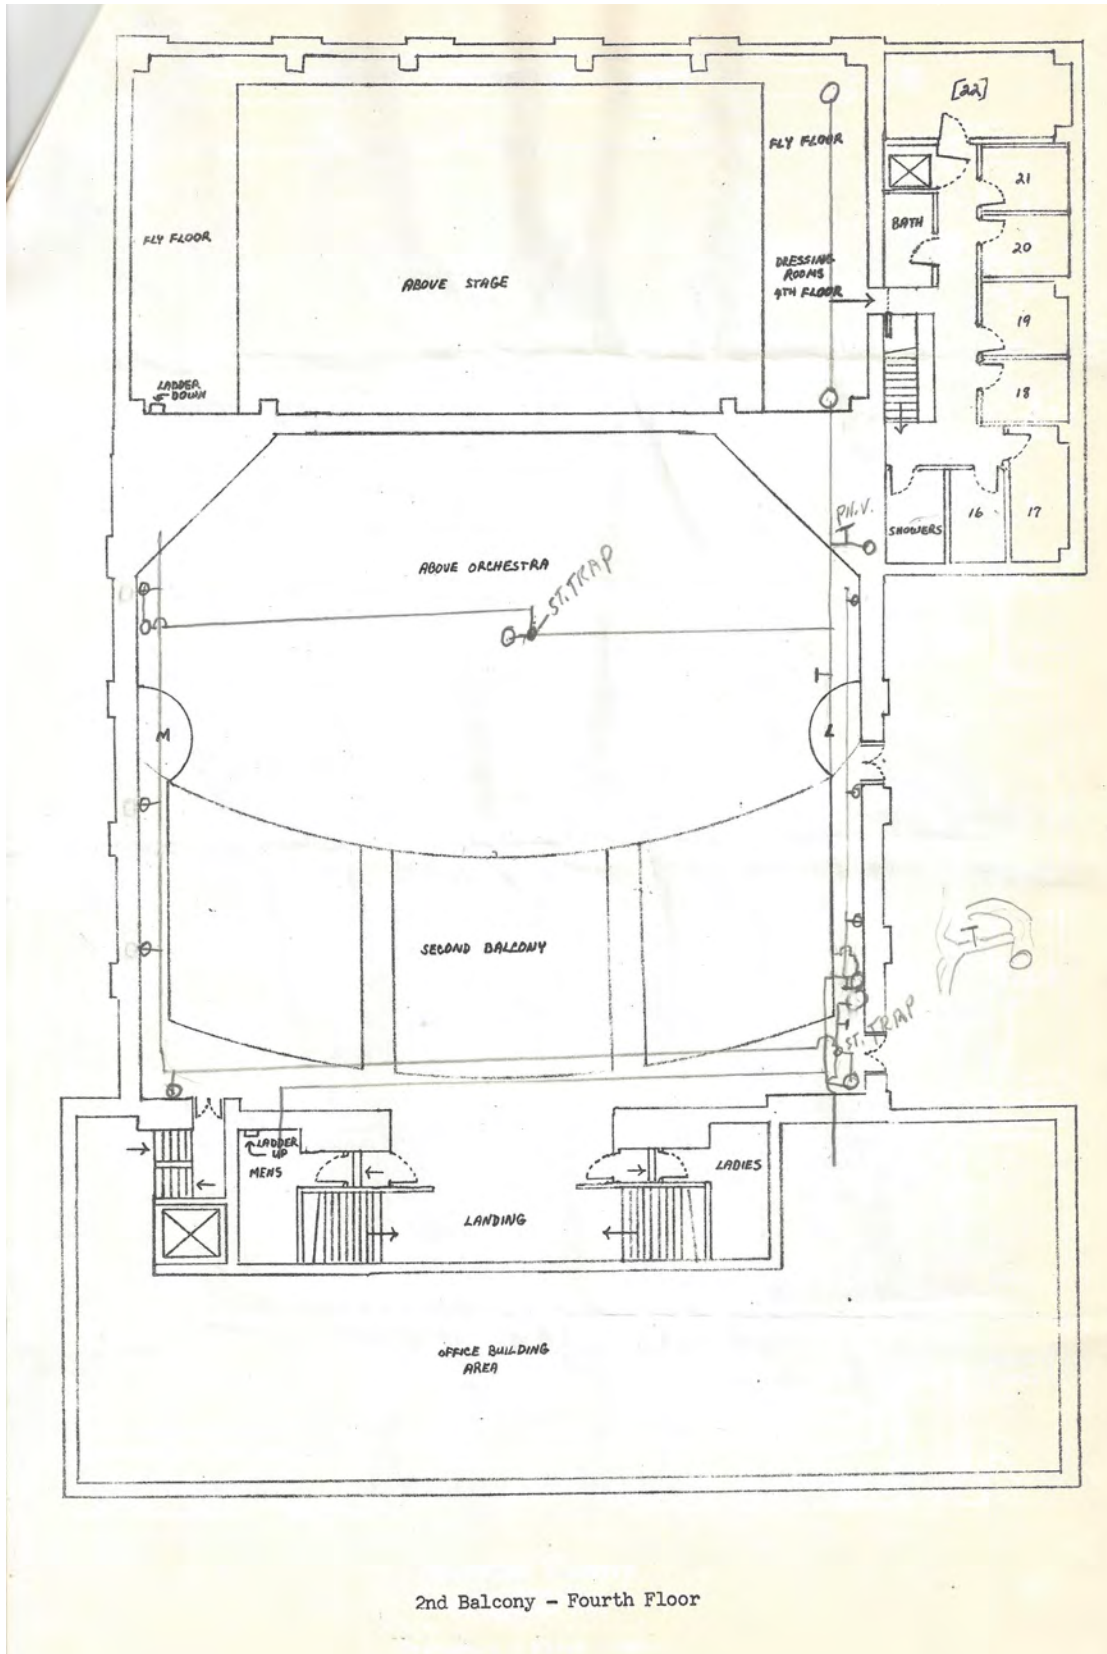 [22]
FLY FLOOR
21
BATH
FLY FLOOR
20
DRESSING
ROOMS
4TH FLOOR
ABOVE STAGE
19
LADDER
DOWN
18
PN.V.
SHOWERS
16
17
ABOVE ORCHESTRA
ST. TRAP
M
L
SECOND BALCONY
ST. TRAP
LADDER
UP
MENS
LADIES
LANDING
OFFICE BUILDING
AREA
2nd Balcony - Fourth Floor